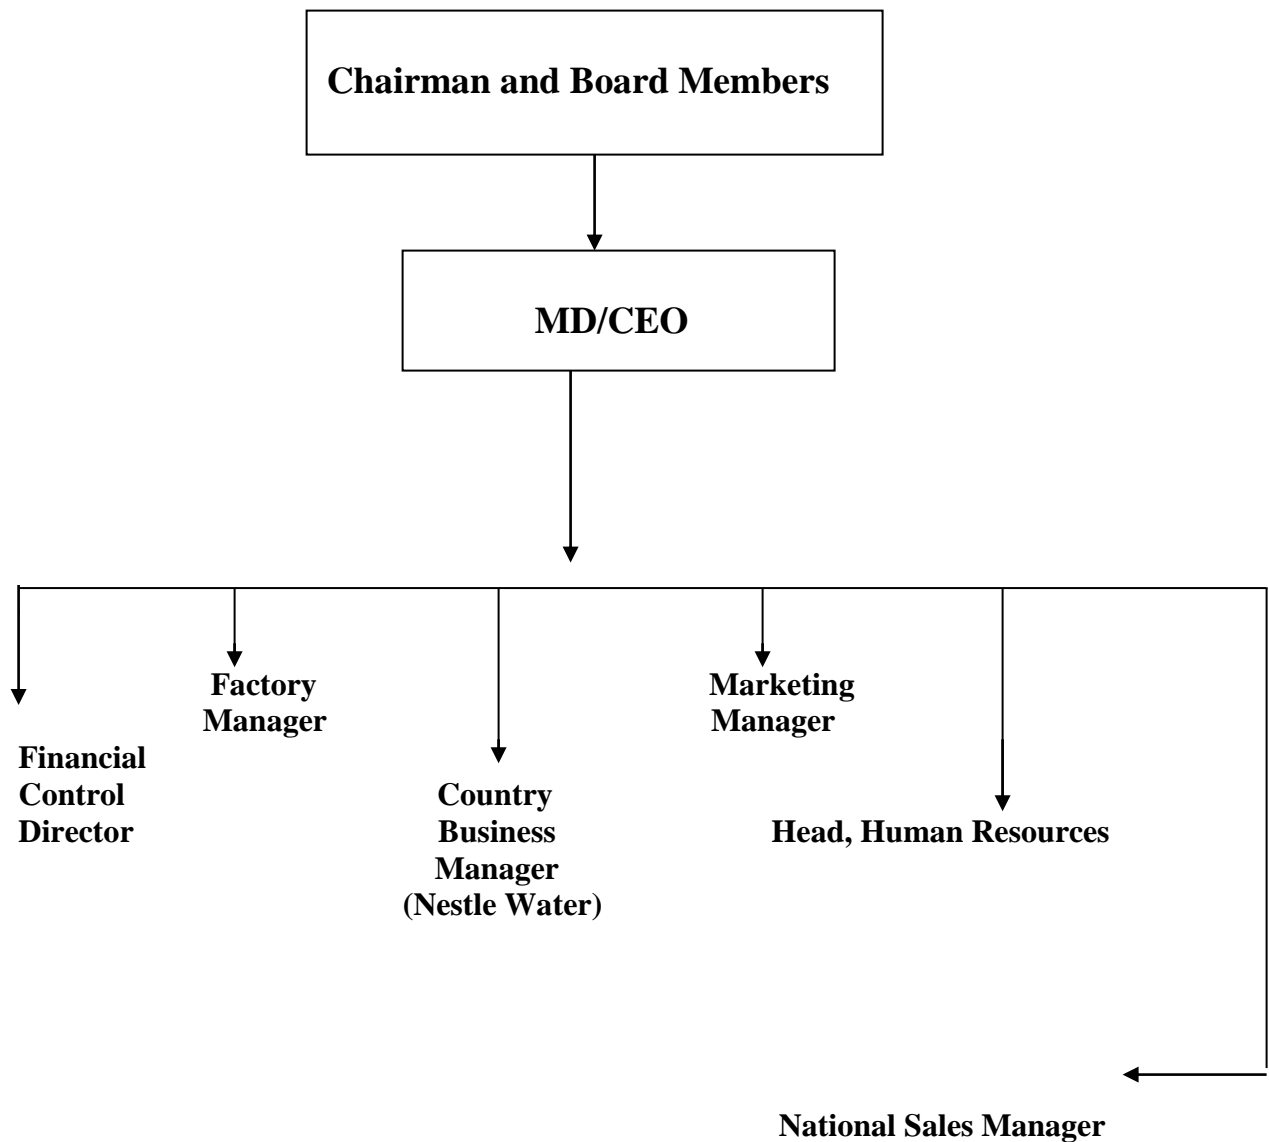 Chairman and Board Members
MD/CEO
Financial
Control
Director
Factory
Manager
Country
Business
Manager
(Nestle Water)
Marketing
Manager
Head, Human Resources
National Sales Manager